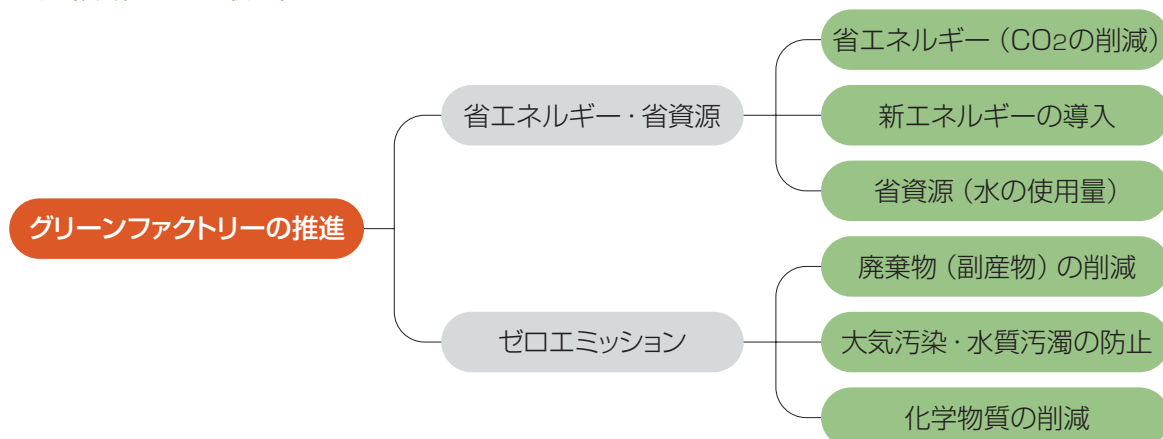 グリーンファクトリーの推進
省エネルギー・省資源
省エネルギー(CO2の削減)
新エネルギーの導入
省資源(水の使用量)
ゼロエミッション
廃棄物(副産物)の削減
大気汚染・水質汚濁の防止
化学物質の削減